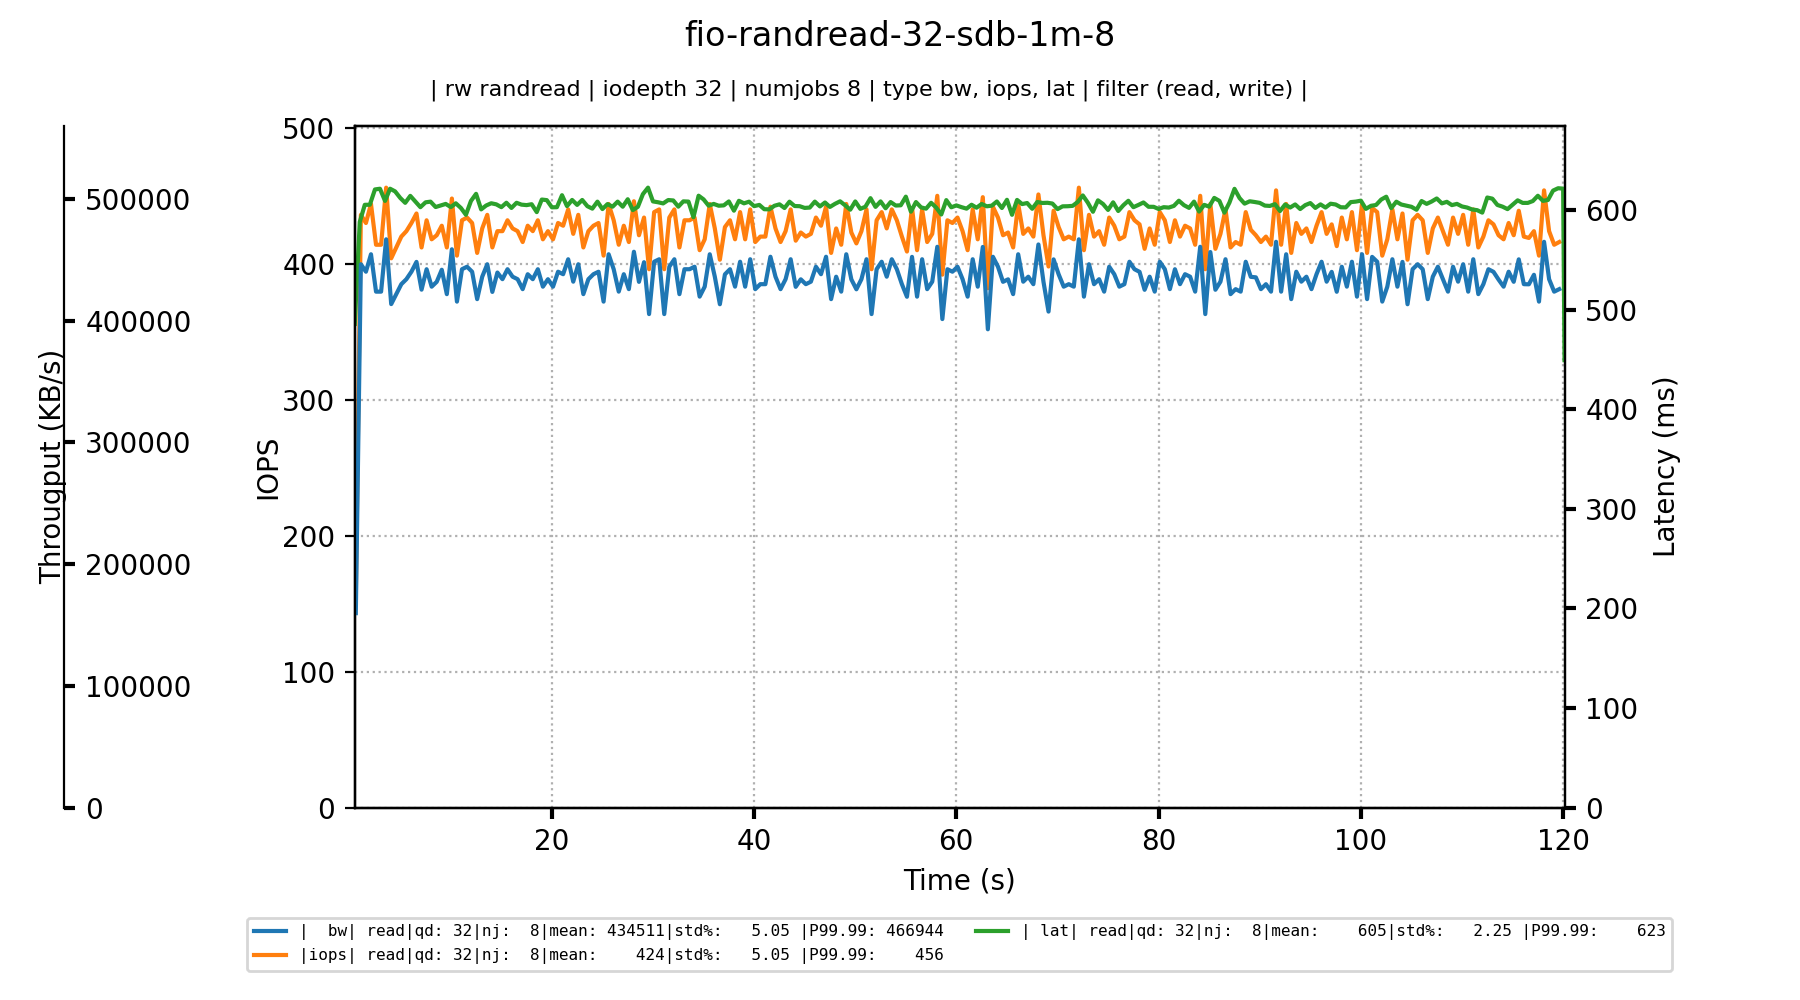 fio-randread-32-sdb-1m-8
| rw randread | iodepth 32 | numjobs 8 | type bw, iops, lat | filter (read, write) |
Througput (KB/s)
500000
400000
300000
200000
100000
0
IOPS
500
400
300
200
100
0
600
500
400
300
200
100
0
Latency (ms)
20 40 60 80 100 120
Time (s)
|  bw| read|qd: 32|nj:  8|mean: 434511|std%:   5.05 |P99.99: 466944
|iops| read|qd: 32|nj:  8|mean:    424|std%:   5.05 |P99.99:    456
| lat| read|qd: 32|nj:  8|mean:    605|std%:   2.25 |P99.99:    623